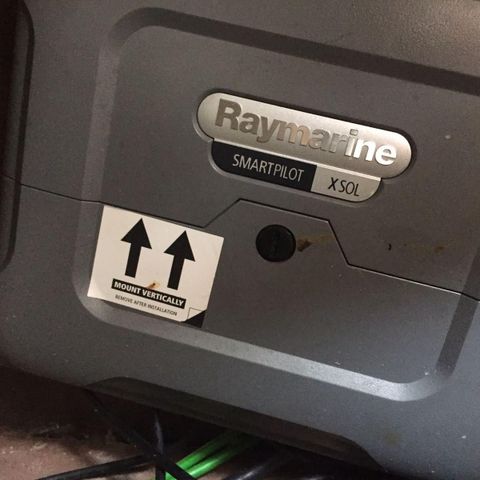 Raymarine
SMARTPILOT X SOL
MOUNT VERTICALLY
REMOVE AFTER INSTALLATION